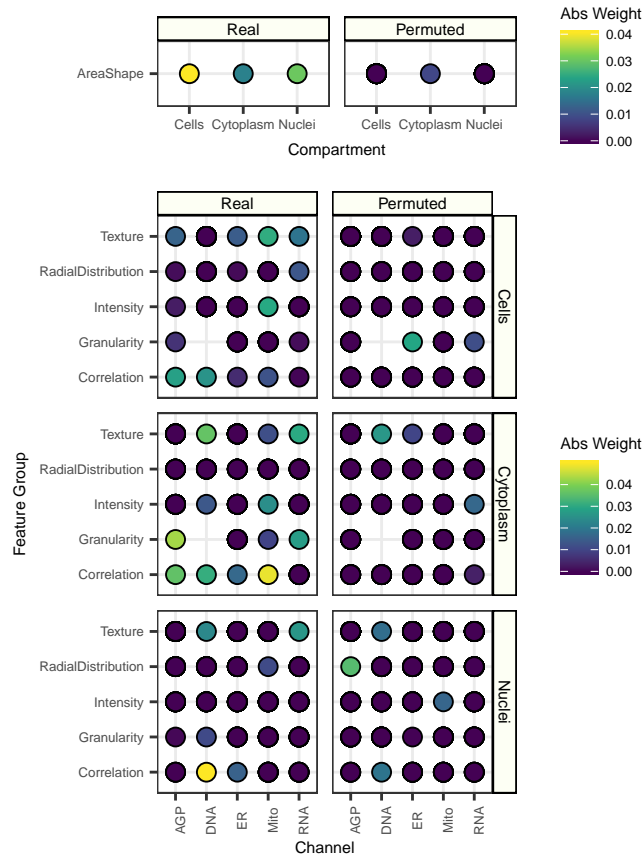 Real Permuted
AreaShape
Cells Cytoplasm Nuclei Cells Cytoplasm Nuclei
Compartment
Abs Weight
0.04
0.03
0.02
0.01
0.00
Real Permuted
Feature Group
Texture
RadialDistribution
Intensity
Granularity
Correlation
Cells
Texture
RadialDistribution
Intensity
Granularity
Correlation
Cytoplasm
Texture
RadialDistribution
Intensity
Granularity
Correlation
Nuclei
AGP DNA ER Mito RNA AGP DNA ER Mito RNA
Channel
Abs Weight
0.04
0.03
0.02
0.01
0.00